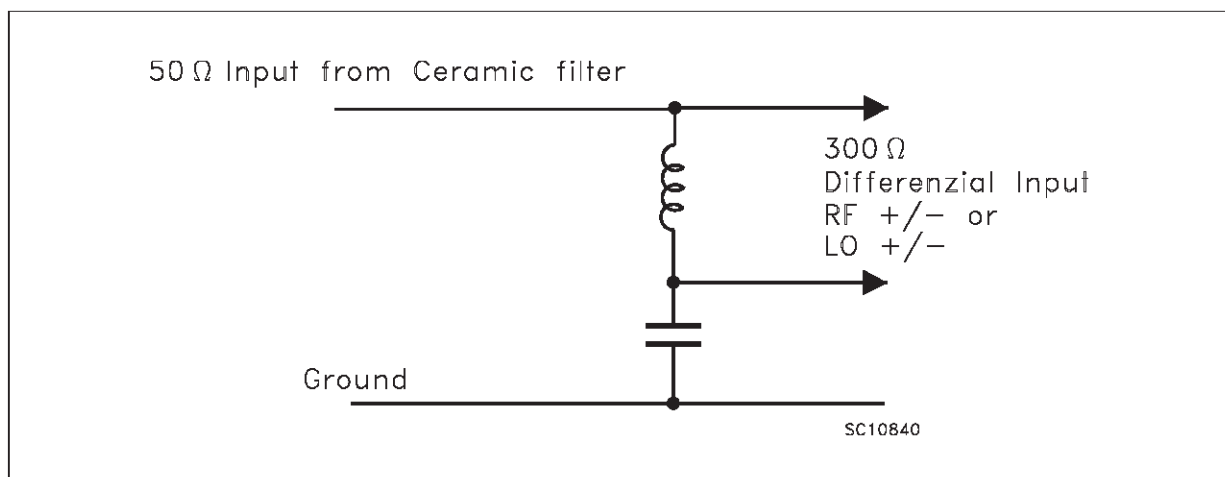 50 Ω Input from Ceramic filter
300 Ω
Differenzial Input
RF +/− or
LO +/−
Ground
SC10840